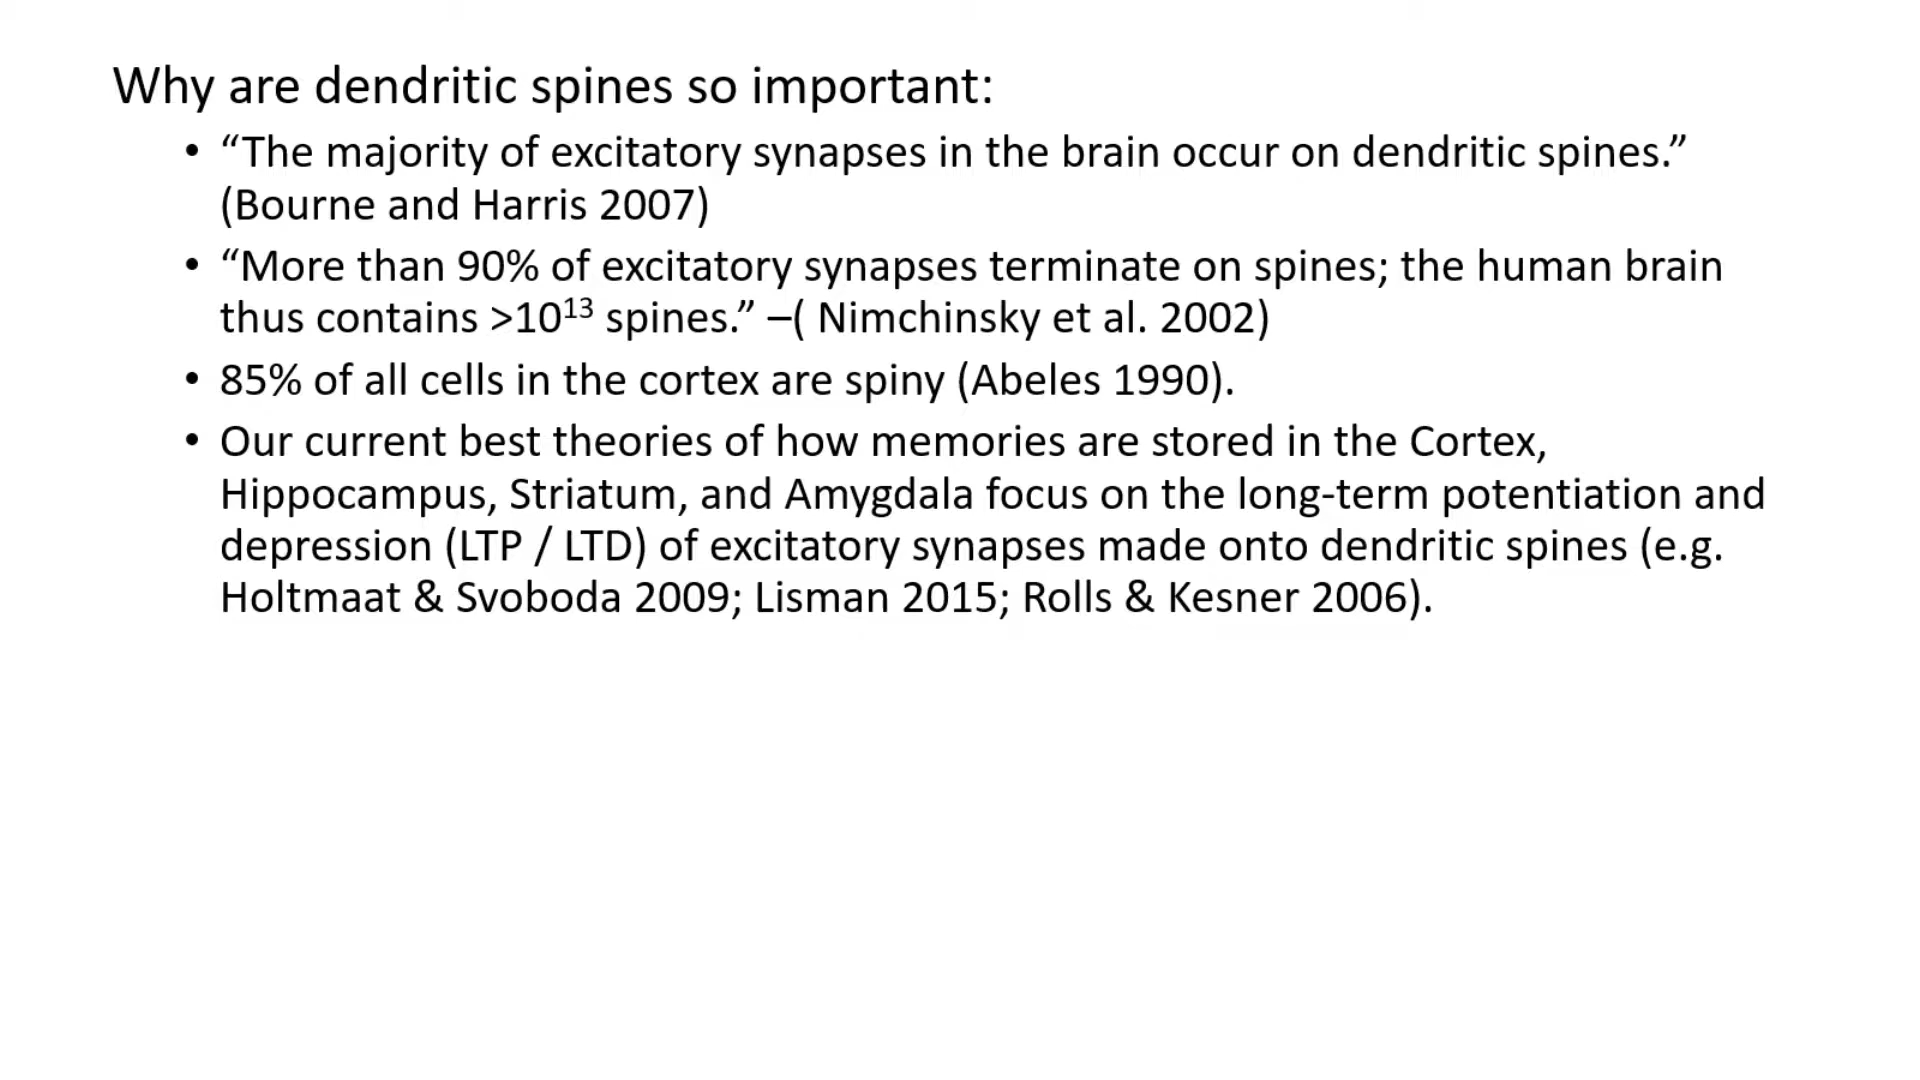 Why are dendritic spines so important:
• “The majority of excitatory synapses in the brain occur on dendritic spines.”
(Bourne and Harris 2007)
• “More than 90% of excitatory synapses terminate on spines; the human brain
thus contains >10¹³ spines.” –( Nimchinsky et al. 2002)
• 85% of all cells in the cortex are spiny (Abeles 1990).
• Our current best theories of how memories are stored in the Cortex,
Hippocampus, Striatum, and Amygdala focus on the long-term potentiation and
depression (LTP / LTD) of excitatory synapses made onto dendritic spines (e.g.
Holtmaat & Svoboda 2009; Lisman 2015; Rolls & Kesner 2006).